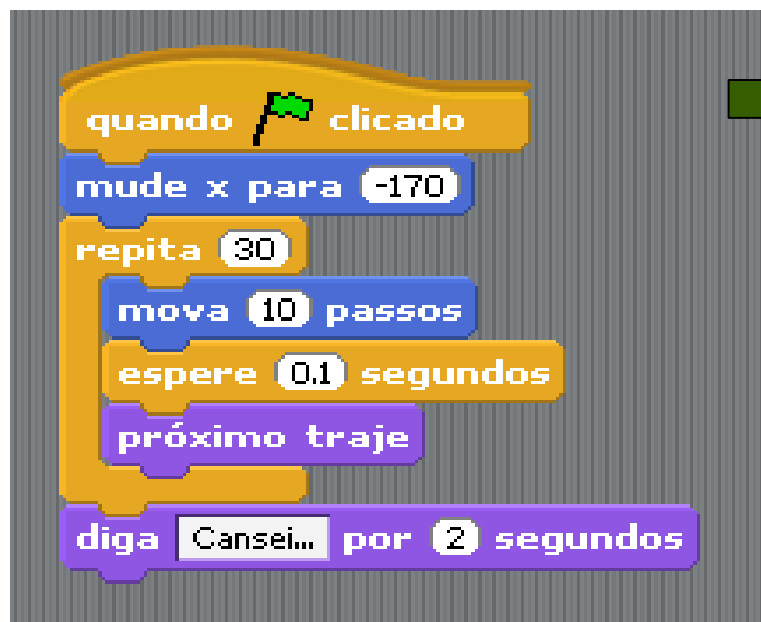 quando clicado
mude x para -170
repita 30
mova 10 passos
espere 0.1 segundos
próximo traje
diga Cansei... por 2 segundos